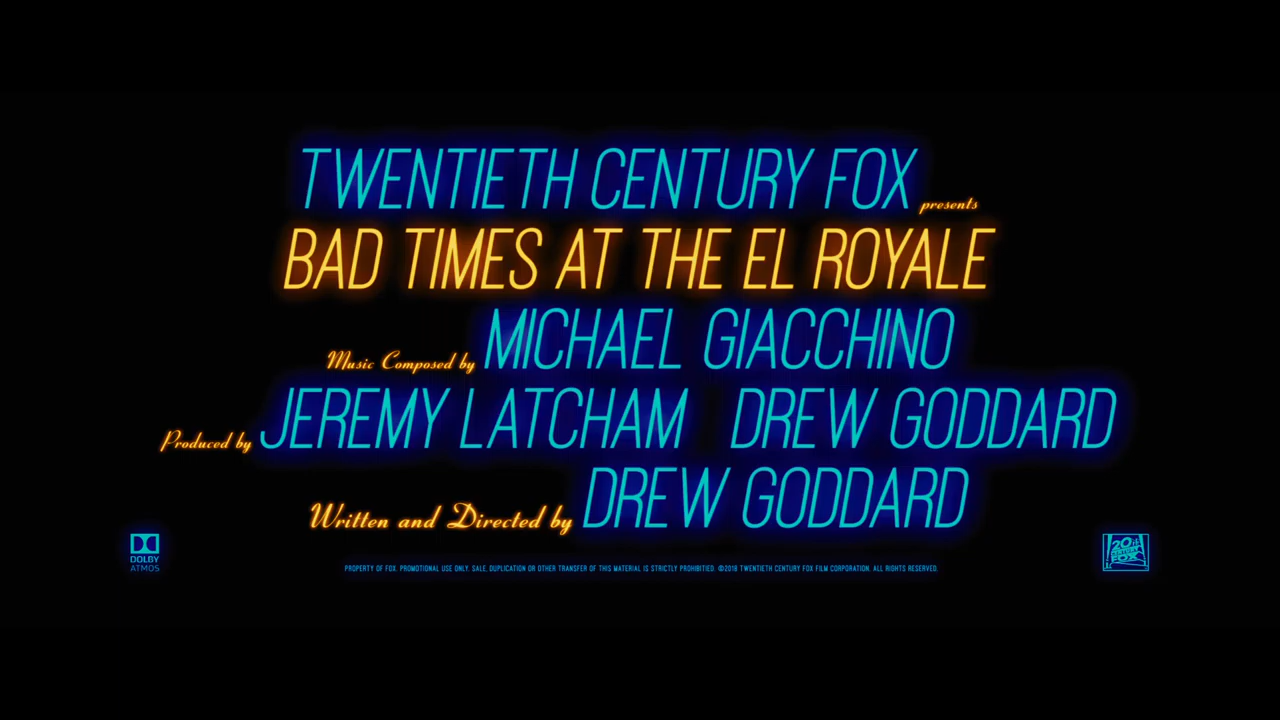 TWENTIETH CENTURY FOX presents
BAD TIMES AT THE EL ROYALE
Music Composed by MICHAEL GIACCHINO
Produced by JEREMY LATCHAM DREW GODDARD
Written and Directed by DREW GODDARD
DOLBY
ATMOS
PROPERTY OF FOX. PROMOTIONAL USE ONLY. SALE, DUPLICATION OR OTHER TRANSFER OF THIS MATERIAL IS STRICTLY PROHIBITED. ©2018 TWENTIETH CENTURY FOX FILM CORPORATION. ALL RIGHTS RESERVED.
20th
CENTURY
FOX